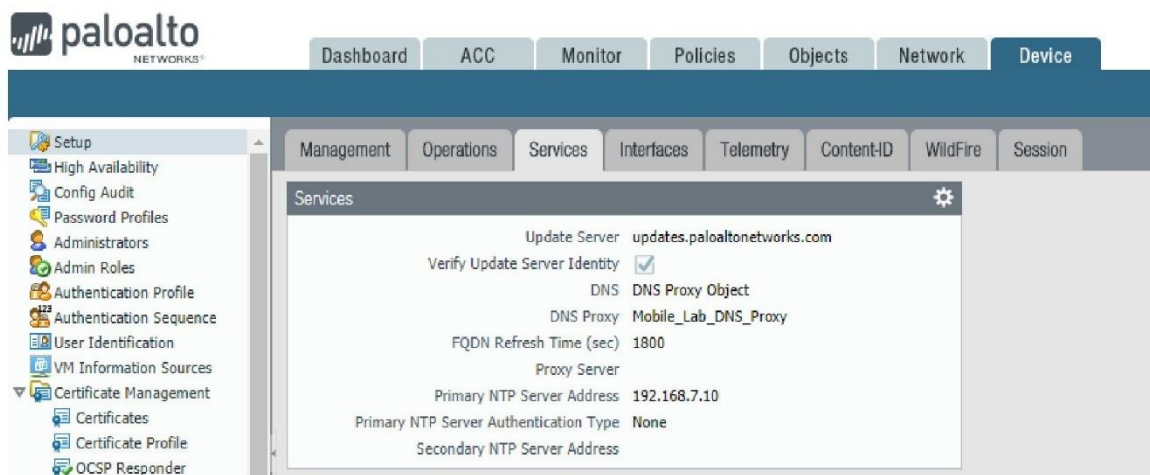 paloalto
NETWORKS®
Dashboard ACC Monitor Policies Objects Network Device
Management Operations Services Interfaces Telemetry Content-ID WildFire Session
Setup
High Availability
Config Audit
Password Profiles
Administrators
Admin Roles
Authentication Profile
Authentication Sequence
User Identification
VM Information Sources
Certificate Management
Certificates
Certificate Profile
OCSP Responder
Services
Update Server updates.paloaltonetworks.com
Verify Update Server Identity
DNS DNS Proxy Object
DNS Proxy Mobile_Lab_DNS_Proxy
FQDN Refresh Time (sec) 1800
Proxy Server
Primary NTP Server Address 192.168.7.10
Primary NTP Server Authentication Type None
Secondary NTP Server Address